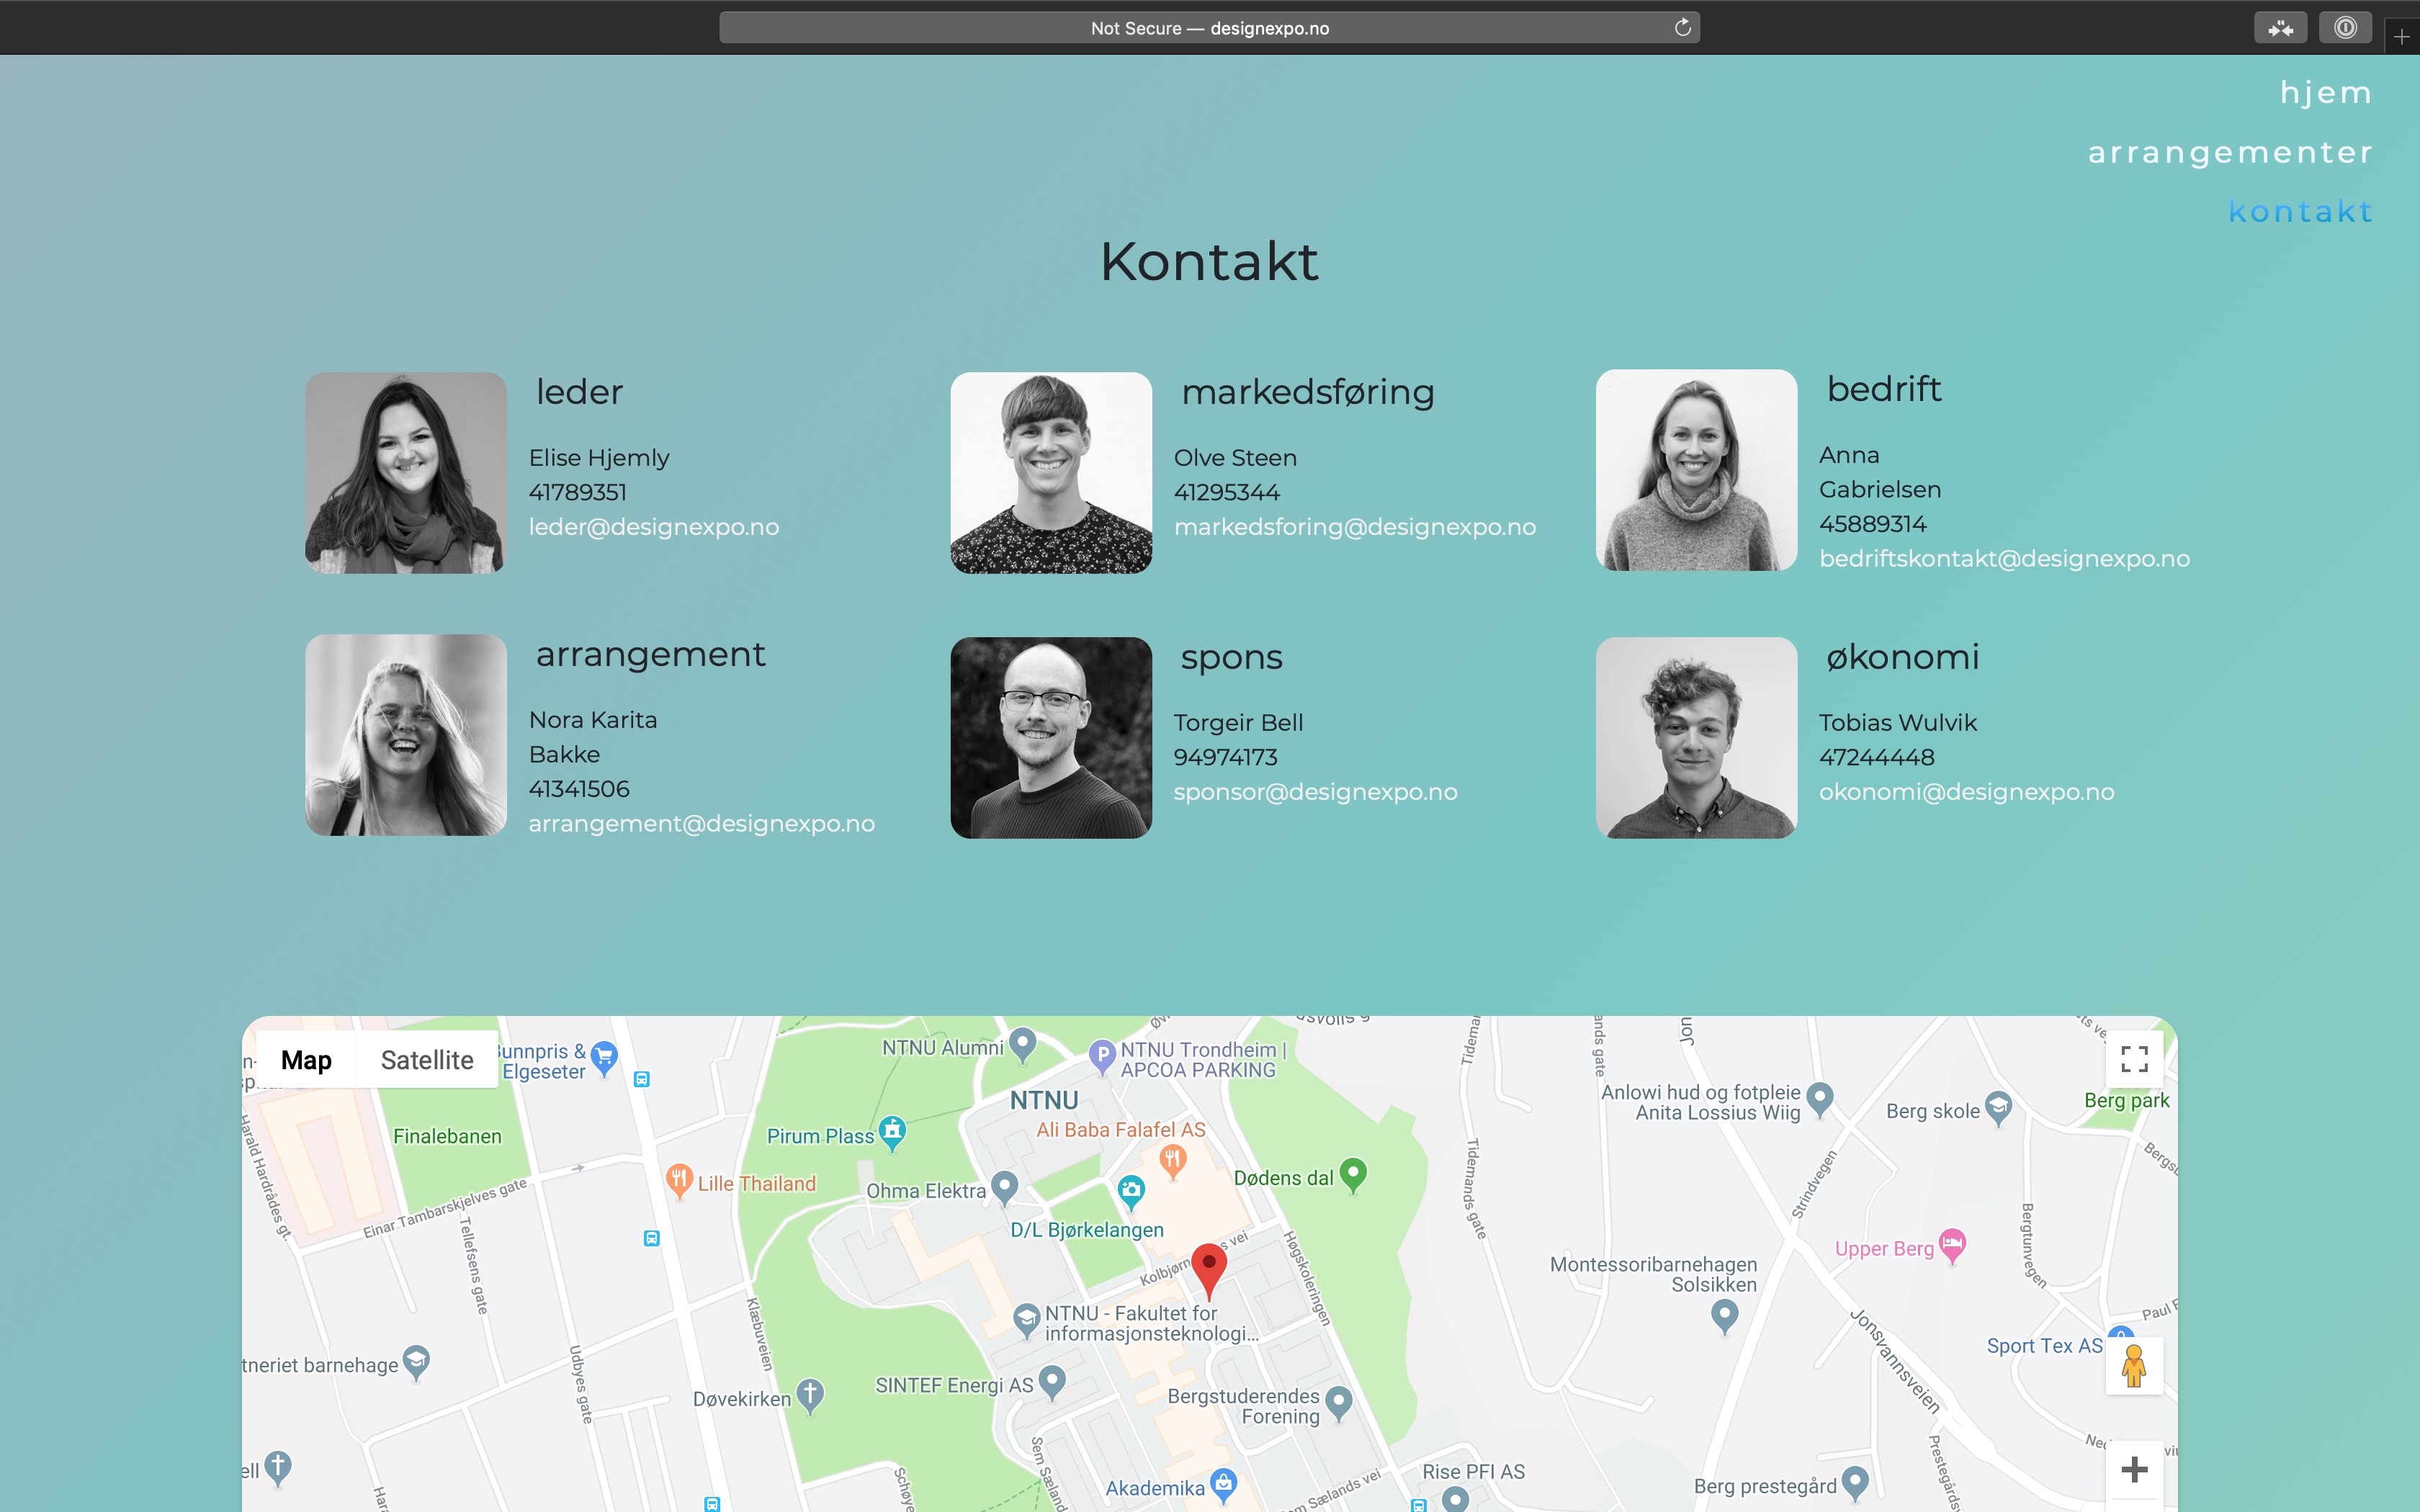 Not Secure — designexpo.no
hjem
arrangementer
kontakt
Kontakt
leder
Elise Hjemly
41789351
leder@designexpo.no
markedsføring
Olve Steen
41295344
markedsforing@designexpo.no
bedrift
Anna
Gabrielsen
45889314
bedriftskontakt@designexpo.no
arrangement
Nora Karita
Bakke
41341506
arrangement@designexpo.no
spons
Torgeir Bell
94974173
sponsor@designexpo.no
økonomi
Tobias Wulvik
47244448
okonomi@designexpo.no
Map
Satellite
Bunnpris &
Elgeseter
NTNU Alumni
P
NTNU Trondheim |
APCOA PARKING
NTNU
Ali Baba Falafel AS
Finalebanen
Pirum Plass
Lille Thailand
Ohma Elektra
D/L Bjørkelangen
Dødens dal
Anlowi hud og fotpleie
Anita Lossius Wiig
Berg skole
Berg park
Harald Hardrådes gt.
Einar Tambarskjelves gate
Tellefsens gate
Klæbuveien
Udbyes gate
Høgskoleringen
Tidemands gate
Strindvegen
Bergtunvegen
Upper Berg
Montessoribarnehagen
Solsikken
Jonsvannsveien
Sport Tex AS
NTNU - Fakultet for
informasjonsteknologi...
tneriet barnehage
Døvekirken
SINTEF Energi AS
Bergstuderendes
Forening
ell
Akademika
Rise PFI AS
Berg prestegård